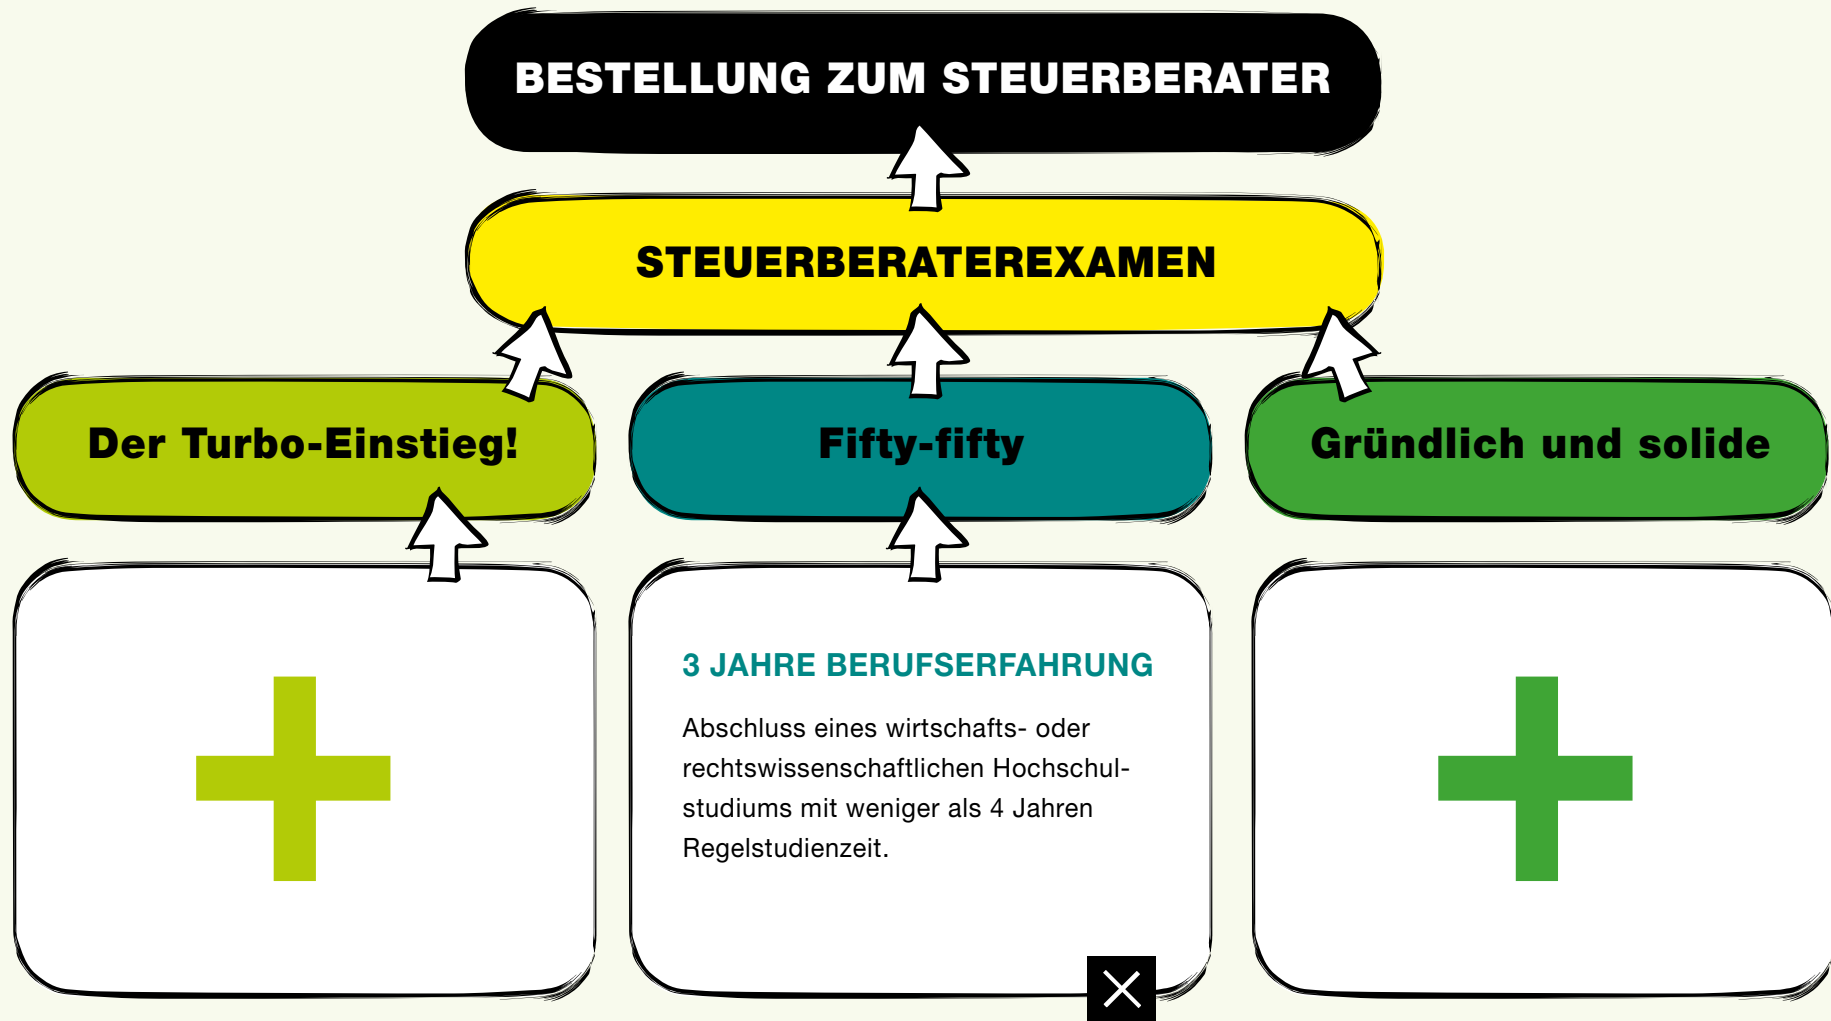 BESTELLUNG ZUM STEUERBERATER
STEUERBERATEREXAMEN
Der Turbo-Einstieg!
Fifty-fifty
Gründlich und solide
3 JAHRE BERUFSERFAHRUNG
Abschluss eines wirtschafts- oder
rechtswissenschaftlichen Hochschul-
studiums mit weniger als 4 Jahren
Regelstudienzeit.